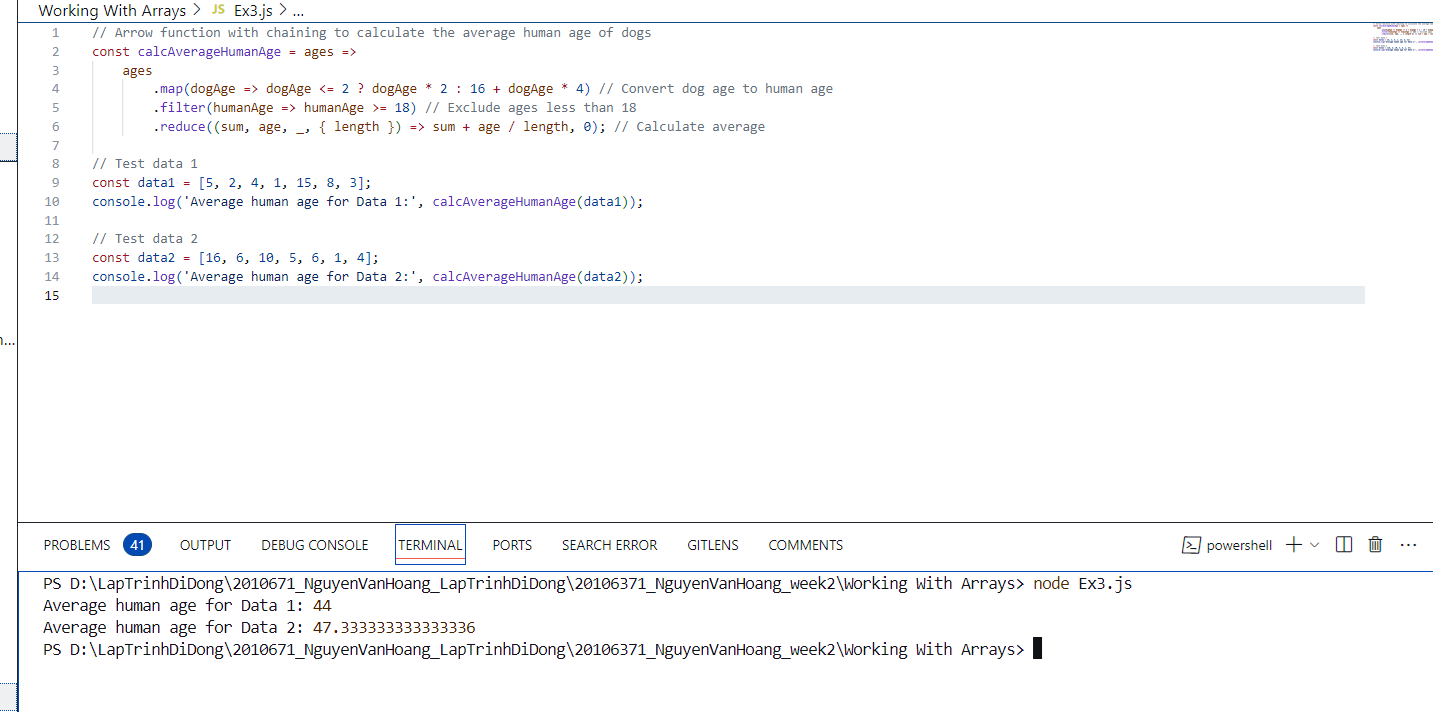 Working With Arrays > JS Ex3.js > ...
1 // Arrow function with chaining to calculate the average human age of dogs
2 const calcAverageHumanAge = ages =>
3 ages
4 .map(dogAge => dogAge <= 2 ? dogAge * 2 : 16 + dogAge * 4) // Convert dog age to human age
5 .filter(humanAge => humanAge >= 18) // Exclude ages less than 18
6 .reduce((sum, age, _, { length }) => sum + age / length, 0); // Calculate average
7
8 // Test data 1
9 const data1 = [5, 2, 4, 1, 15, 8, 3];
10 console.log('Average human age for Data 1:', calcAverageHumanAge(data1));
11
12 // Test data 2
13 const data2 = [16, 6, 10, 5, 6, 1, 4];
14 console.log('Average human age for Data 2:', calcAverageHumanAge(data2));
15
PROBLEMS 41 OUTPUT DEBUG CONSOLE TERMINAL PORTS SEARCH ERROR GITLENS COMMENTS powershell
PS D:\LapTrinhDiDong\2010671_NguyenVanHoang_LapTrinhDiDong\20106371_NguyenVanHoang_week2\Working With Arrays> node Ex3.js
Average human age for Data 1: 44
Average human age for Data 2: 47.333333333333336
PS D:\LapTrinhDiDong\2010671_NguyenVanHoang_LapTrinhDiDong\20106371_NguyenVanHoang_week2\Working With Arrays>